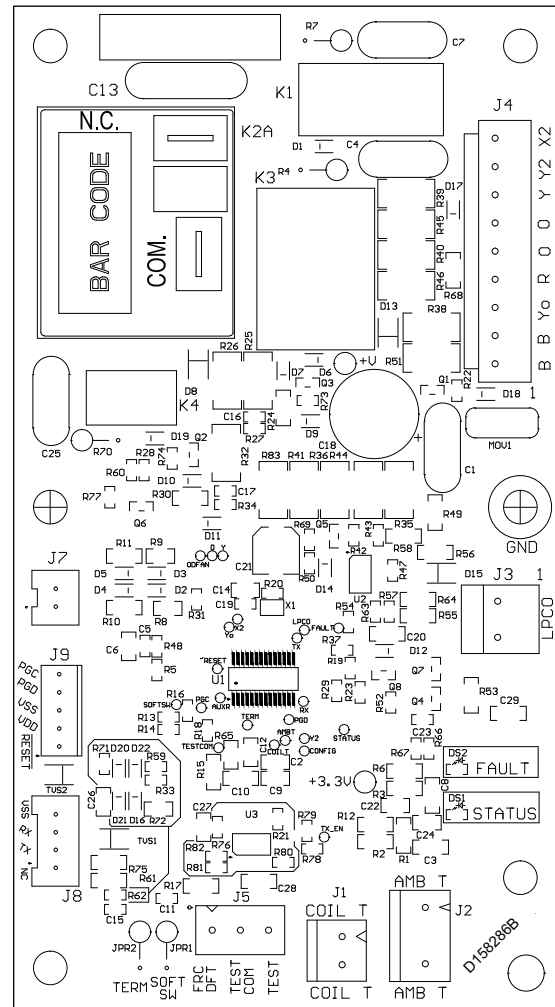 R7
C7
C13
K1
J4
N.C.
K2A
D1
C4
R4
K3
BAR CODE
COM.
R39
D17
R45
R40
R46
R68
X2
Y2
Y
O
O
R
Yo
B
B
D13
R38
R26
R25
+V
R51
D8
D7
D6
Q3
R73
R22
Q1
D18
1
K4
C16
R24
R27
D9
C18
+
MOV1
C25
R70
R28
D19
Q2
R74
R60
D10
R32
R83
R41
R36
R44
C1
R77
R30
C17
R34
Q6
D11
R69
Q5
R43
R35
R49
GND
R11
R9
ODFAN
O
Y
R42
R58
R56
J7
C21
R50
D14
R47
D5
D3
D4
D2
R31
C14
R20
C19
X1
U2
D15
J3
1
R10
R8
R54
R63
R57
R64
R55
LPCO
X2
Yo
LPCO
FAULT
TX
C20
C6
C5
R48
R37
D12
J9
R5
RESET
U1
R19
Q7
PGC
PGD
VSS
VDD
RESET
SOFTSW
R16
PGC
AUXR
RX
R29
R23
R52
Q8
Q4
R53
C29
R13
R14
R18
TERM
PGD
STATUS
TESTCOM
R65
AMBT
COILT
Y2
CONFIG
C12
C23
R66
R67
DS2
FAULT
R71
D20
D22
R59
R15
C2
C10
C9
+3.3V
R6
R3
C8
TVS2
C26
R33
D21
D16
R72
C22
DS1
STATUS
C27
U3
R79
TX_EN
R12
C24
VSS
RX
TX
NC
TVS1
R21
R82
R76
R81
R80
R78
R2
R1
C3
R75
R61
R62
R17
C28
J8
C15
C11
J5
J1
COIL T
AMB T
J2
JPR2
JPR1
TERM
SOFT SW
FRC DFT
TEST COM
TEST
COIL T
AMB T
D158286B